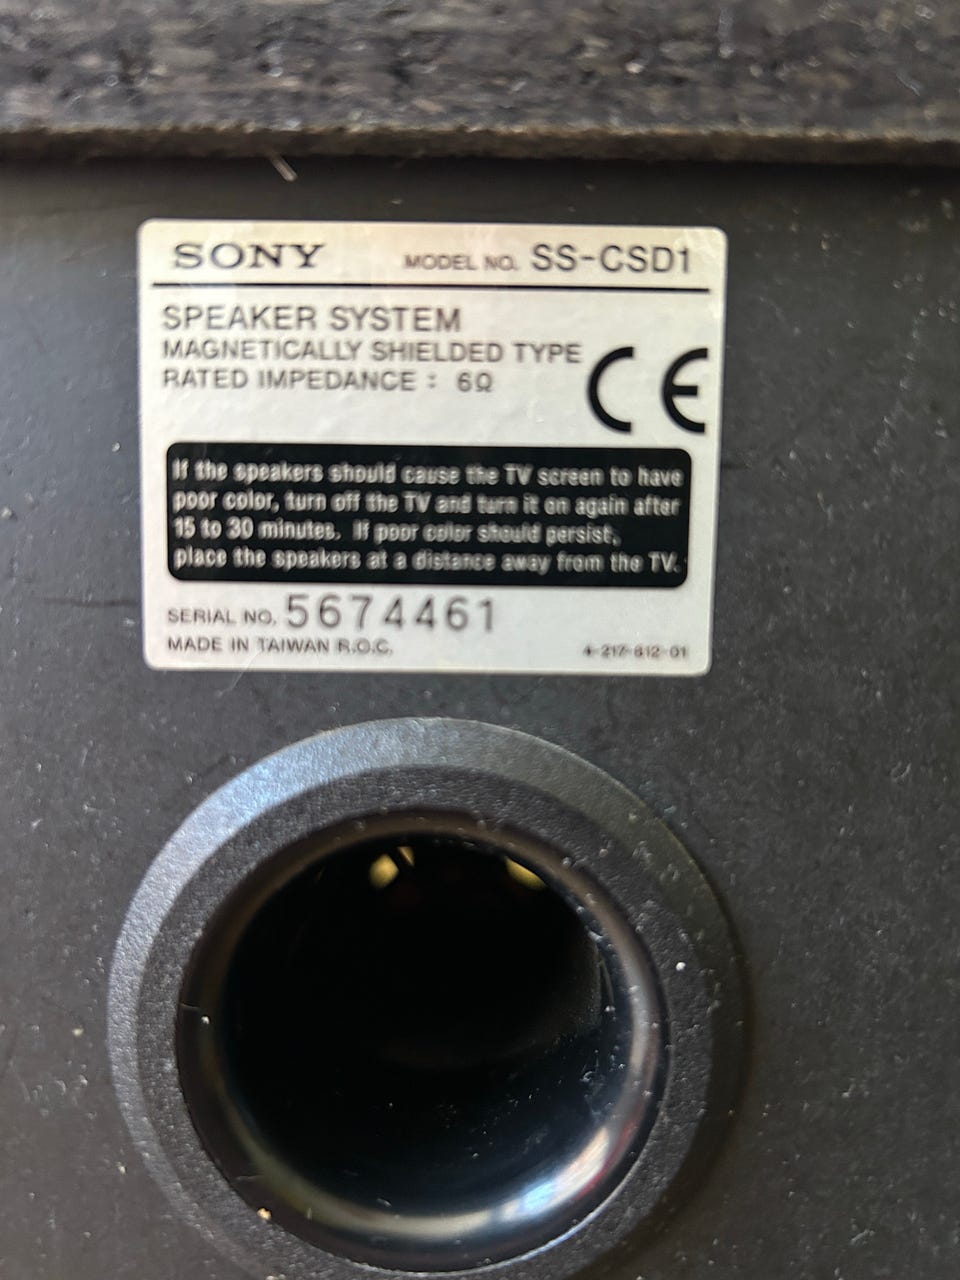 SONY MODEL NO. SS-CSD1
SPEAKER SYSTEM
MAGNETICALLY SHIELDED TYPE
RATED IMPEDANCE : 6Ω
CE
If the speakers should cause the TV screen to have
poor color, turn off the TV and turn it on again after
15 to 30 minutes. If poor color should persist,
place the speakers at a distance away from the TV.
SERIAL NO. 5674461
MADE IN TAIWAN R.O.C. 4-217-612-01